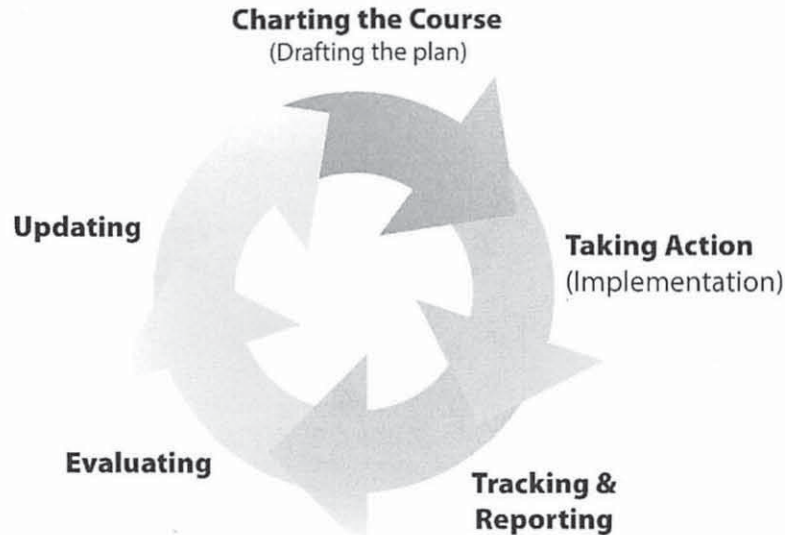 Charting the Course
(Drafting the plan)
Updating
Taking Action
(Implementation)
Evaluating
Tracking &
Reporting